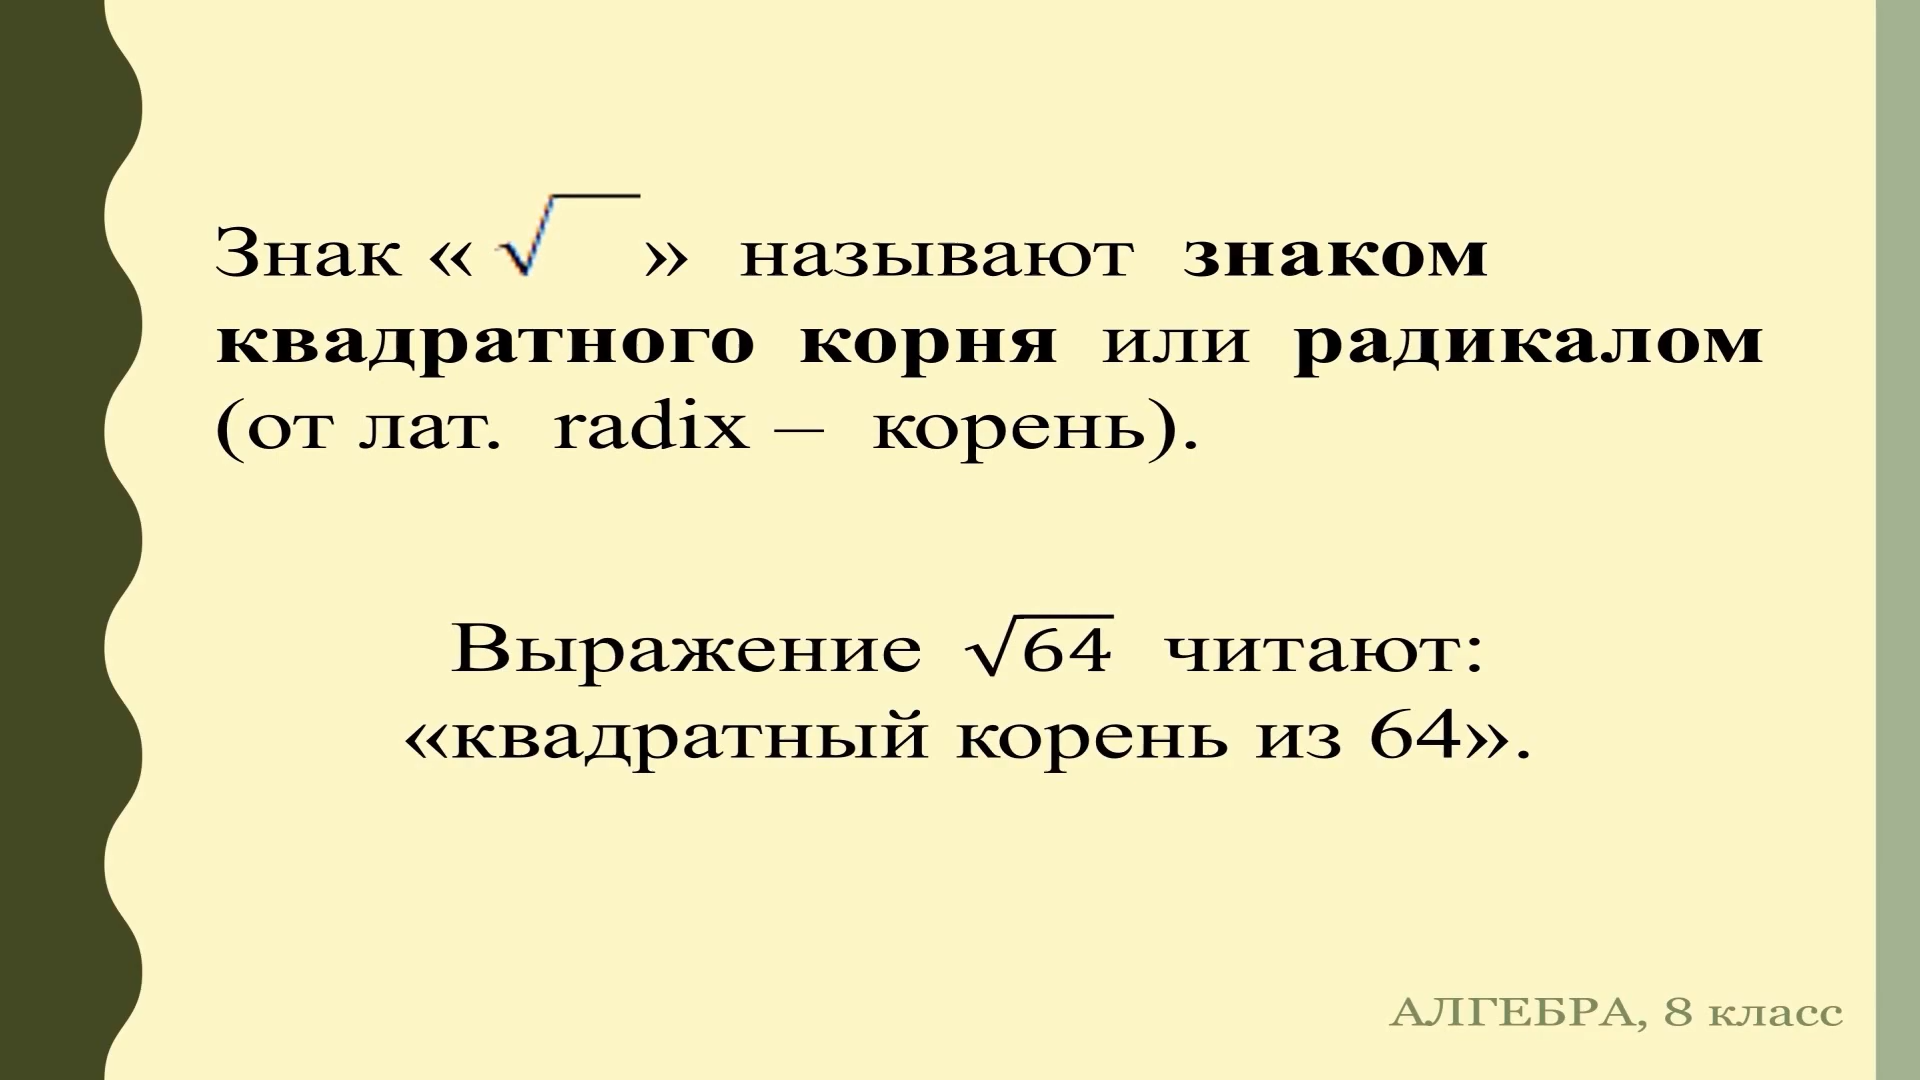 Знак « √ » называют знаком
квадратного корня или радикалом
(от лат. radix – корень).
Выражение √64 читают:
«квадратный корень из 64».
АЛГЕБРА, 8 класс